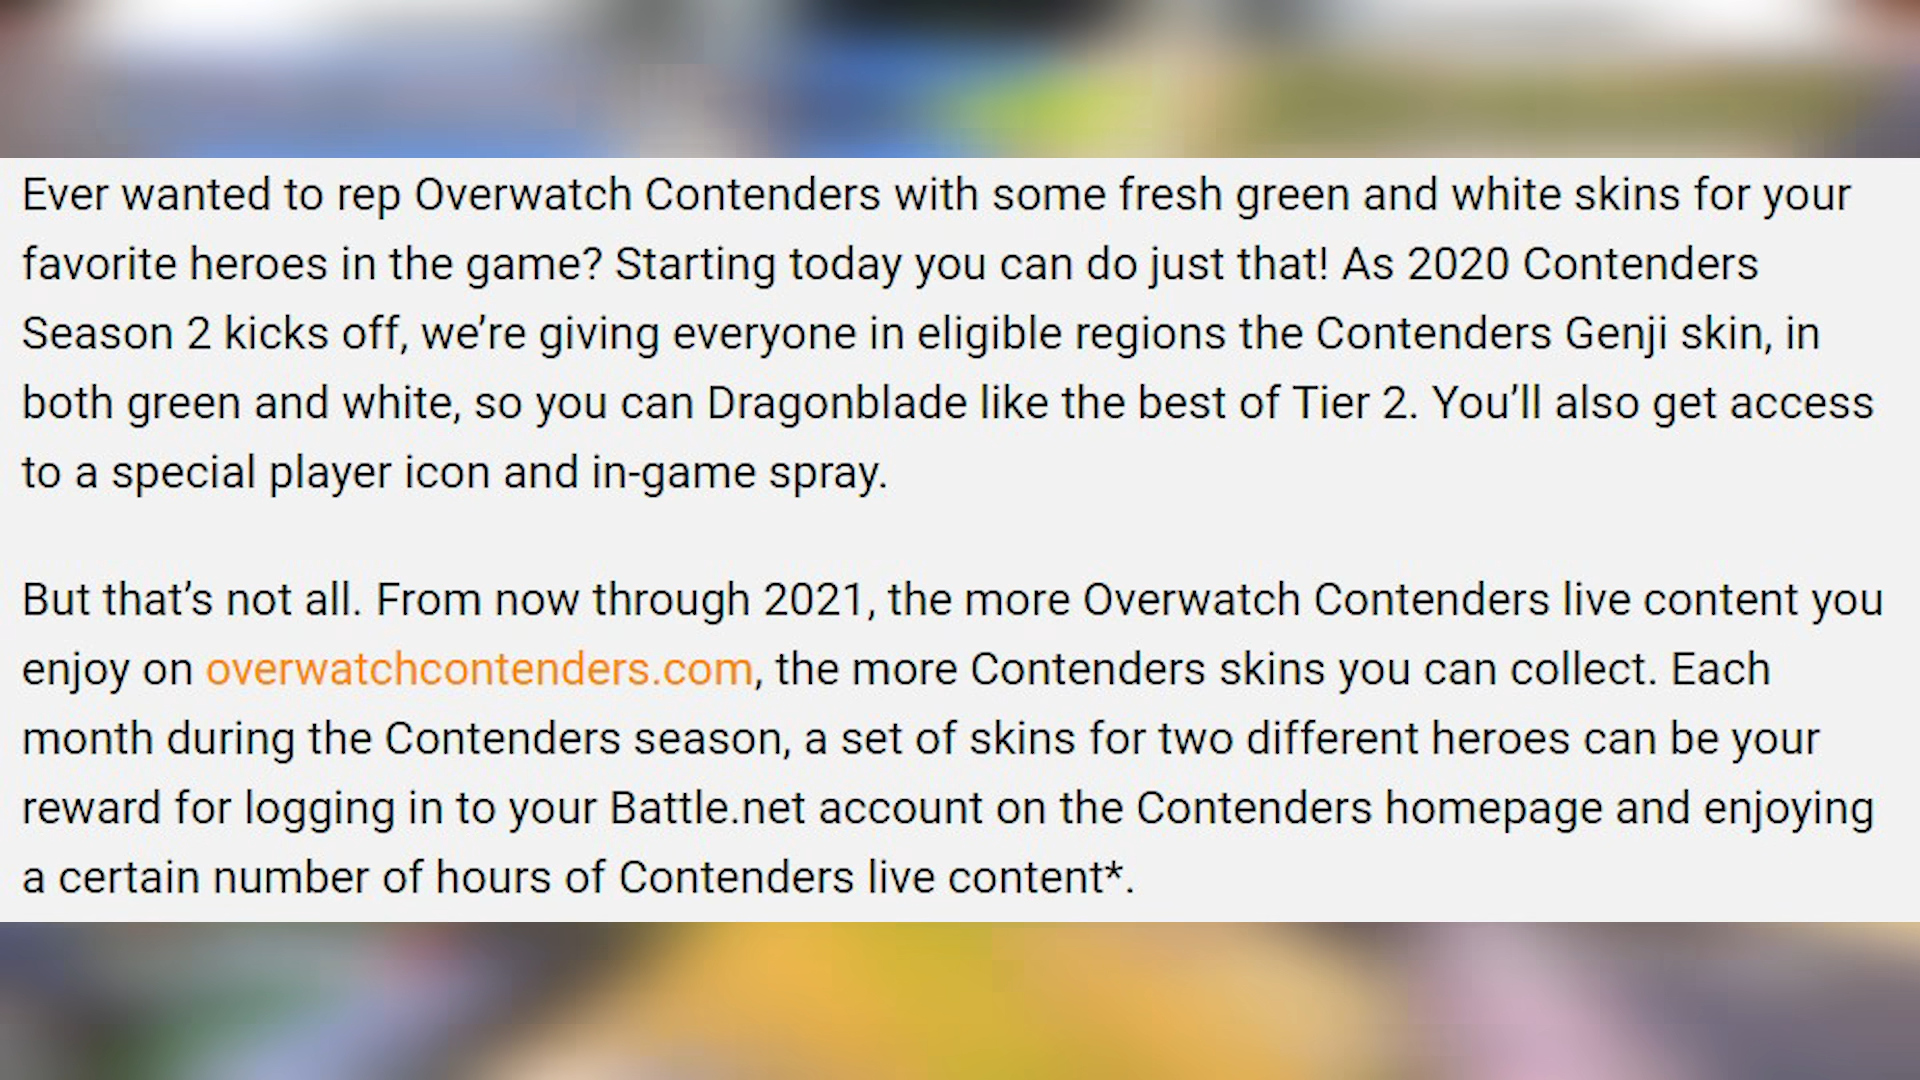 Ever wanted to rep Overwatch Contenders with some fresh green and white skins for your
favorite heroes in the game? Starting today you can do just that! As 2020 Contenders
Season 2 kicks off, we’re giving everyone in eligible regions the Contenders Genji skin, in
both green and white, so you can Dragonblade like the best of Tier 2. You’ll also get access
to a special player icon and in-game spray.
But that’s not all. From now through 2021, the more Overwatch Contenders live content you
enjoy on overwatchcontenders.com, the more Contenders skins you can collect. Each
month during the Contenders season, a set of skins for two different heroes can be your
reward for logging in to your Battle.net account on the Contenders homepage and enjoying
a certain number of hours of Contenders live content*.